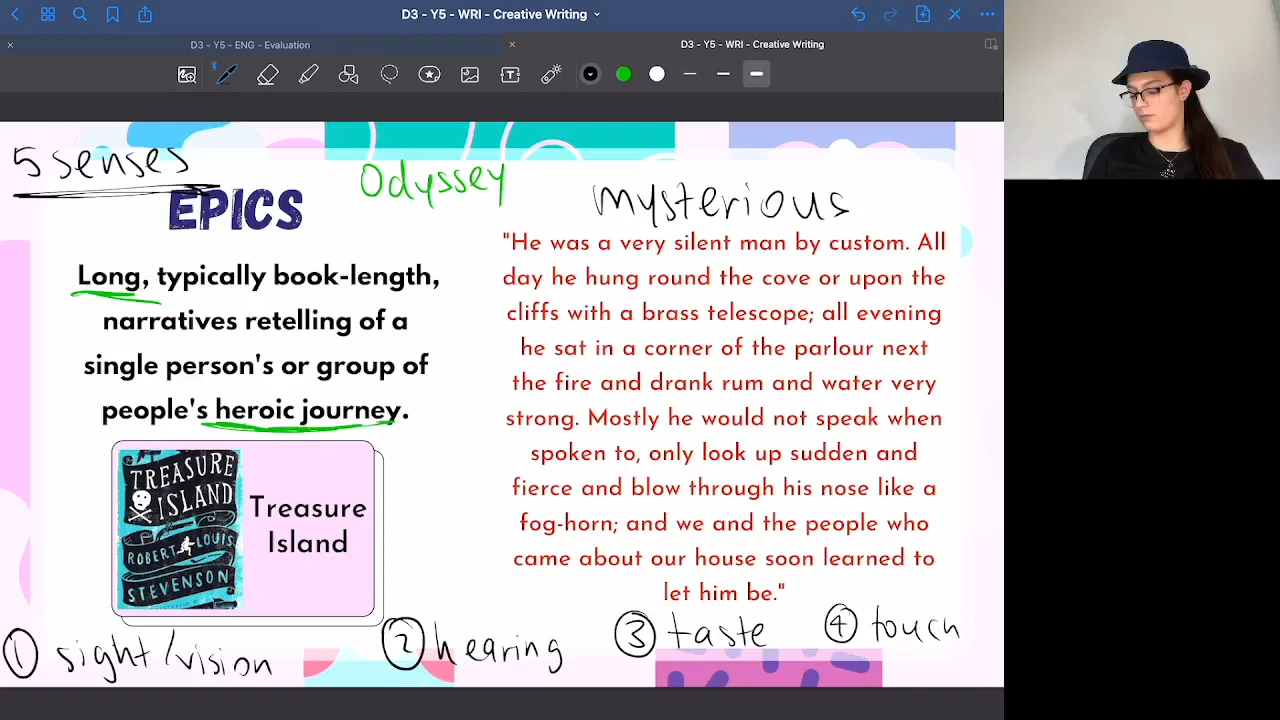 D3 - Y5 - WRI - Creative Writing
D3 - Y5 - ENG - Evaluation
D3 - Y5 - WRI - Creative Writing
5 senses
Odyssey
mysterious
EPICS
Long, typically book-length,
narratives retelling of a
single person's or group of
people's heroic journey.
TREASURE
ISLAND
ROBERT LOUIS
STEVENSON
Treasure
Island
"He was a very silent man by custom. All
day he hung round the cove or upon the
cliffs with a brass telescope; all evening
he sat in a corner of the parlour next
the fire and drank rum and water very
strong. Mostly he would not speak when
spoken to, only look up sudden and
fierce and blow through his nose like a
fog-horn; and we and the people who
came about our house soon learned to
let him be."
1 sight/vision
2 hearing
3 taste
4 touch